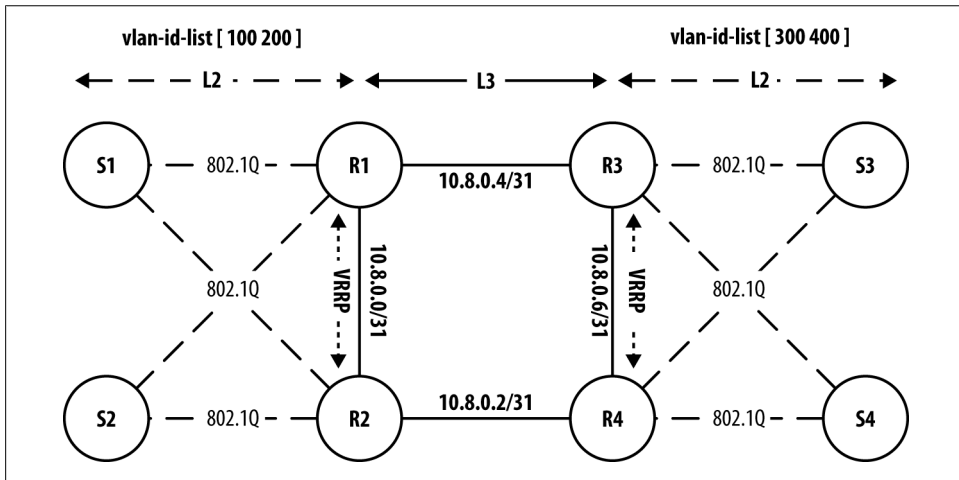 vlan-id-list [ 100 200 ]
vlan-id-list [ 300 400 ]
L2
L3
L2
S1
802.1Q
R1
10.8.0.4/31
R3
802.1Q
S3
802.1Q
VRRP
10.8.0.0/31
10.8.0.6/31
VRRP
802.1Q
S2
802.1Q
R2
10.8.0.2/31
R4
802.1Q
S4